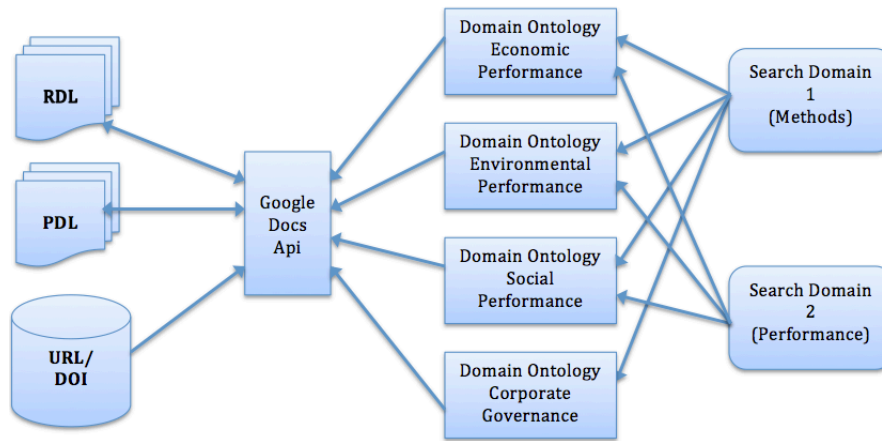 RDL
PDL
URL/
DOI
Google
Docs
Api
Domain Ontology
Economic
Performance
Domain Ontology
Environmental
Performance
Domain Ontology
Social
Performance
Domain Ontology
Corporate
Governance
Search Domain
1
(Methods)
Search Domain
2
(Performance)